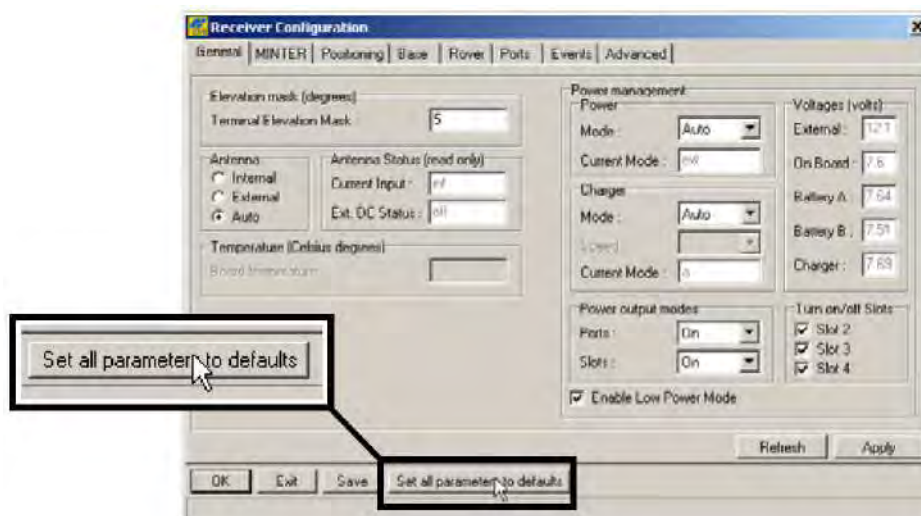 Receiver Configuration
General MINTER Positioning Base Rover Ports Events Advanced
Elevation mask (degrees)
Terminal Elevation Mask : 5
Antenna
Internal
External
Auto
Antenna Status (read only)
Current Input : int
Ext. DC Status : off
Temperature (Celsius degrees)
Board temperature
Power management
Power
Mode : Auto
Current Mode : ext
Charger
Mode : Auto
Speed
Current Mode : a
Voltages (volts)
External : 12.1
On Board : 7.6
Battery A : 7.64
Battery B : 7.51
Charger : 7.69
Power output modes
Ports : On
Slots : On
Turn on/off Slots
Slot 2
Slot 3
Slot 4
Enable Low Power Mode
Set all parameters to defaults
Refresh Apply
OK Exit Save Set all parameters to defaults